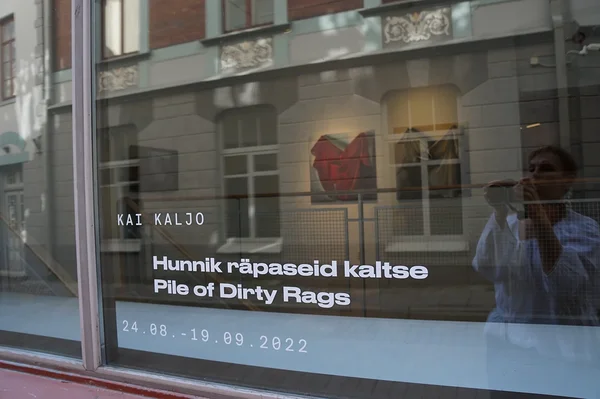 KAI KALJO
Hunnik räpaseid kaltse
Pile of Dirty Rags
24.08.-19.09.2022